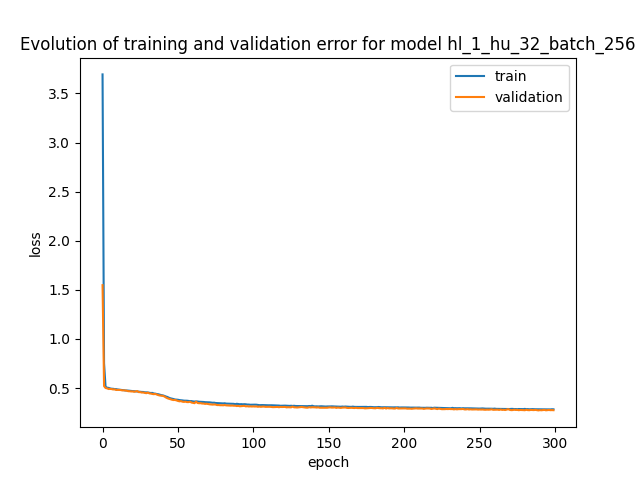 Evolution of training and validation error for model hl_1_hu_32_batch_256
train
validation
3.5
3.0
2.5
2.0
1.5
1.0
0.5
loss
0 50 100 150 200 250 300
epoch